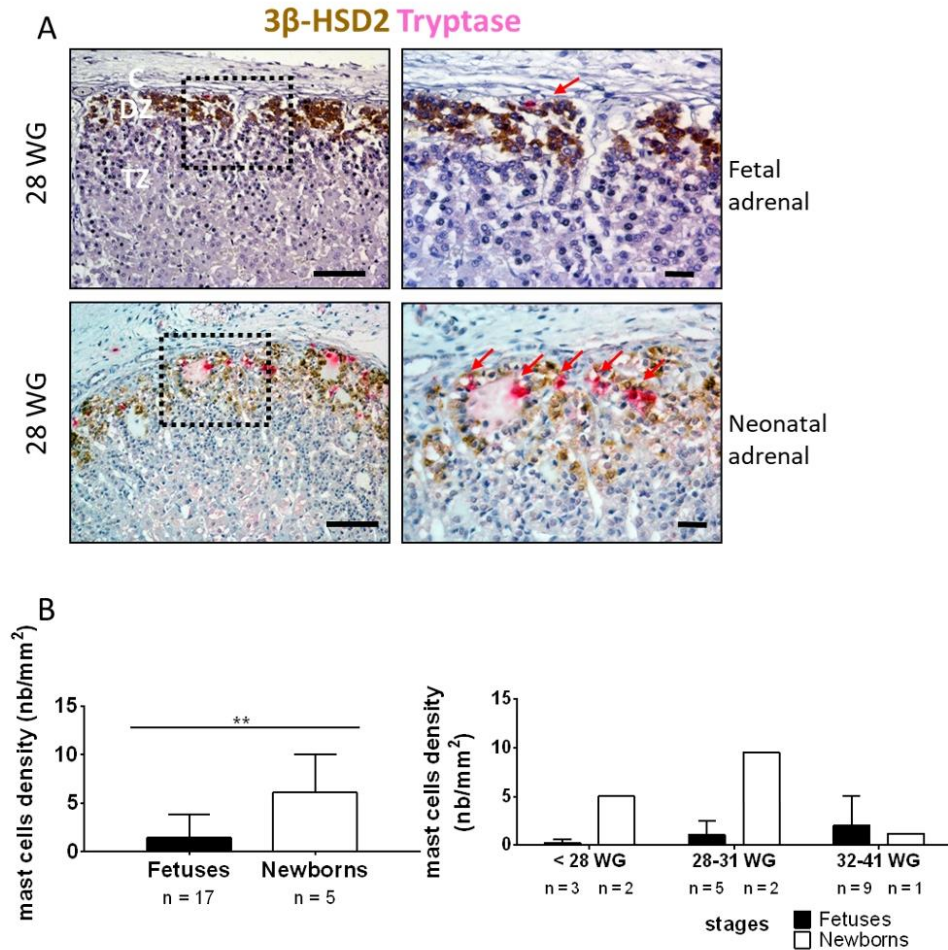 3β-HSD2 Tryptase
A
28 WG
C
DZ
TZ
Fetal
adrenal
28 WG
Neonatal
adrenal
B
mast cells density (nb/mm²)
15
10
5
0
**
Fetuses
Newborns
n = 17
n = 5
mast cells density
(nb/mm²)
15
10
5
0
< 28 WG
28-31 WG
32-41 WG
n = 3
n = 2
n = 5
n = 2
n = 9
n = 1
stages
Fetuses
Newborns